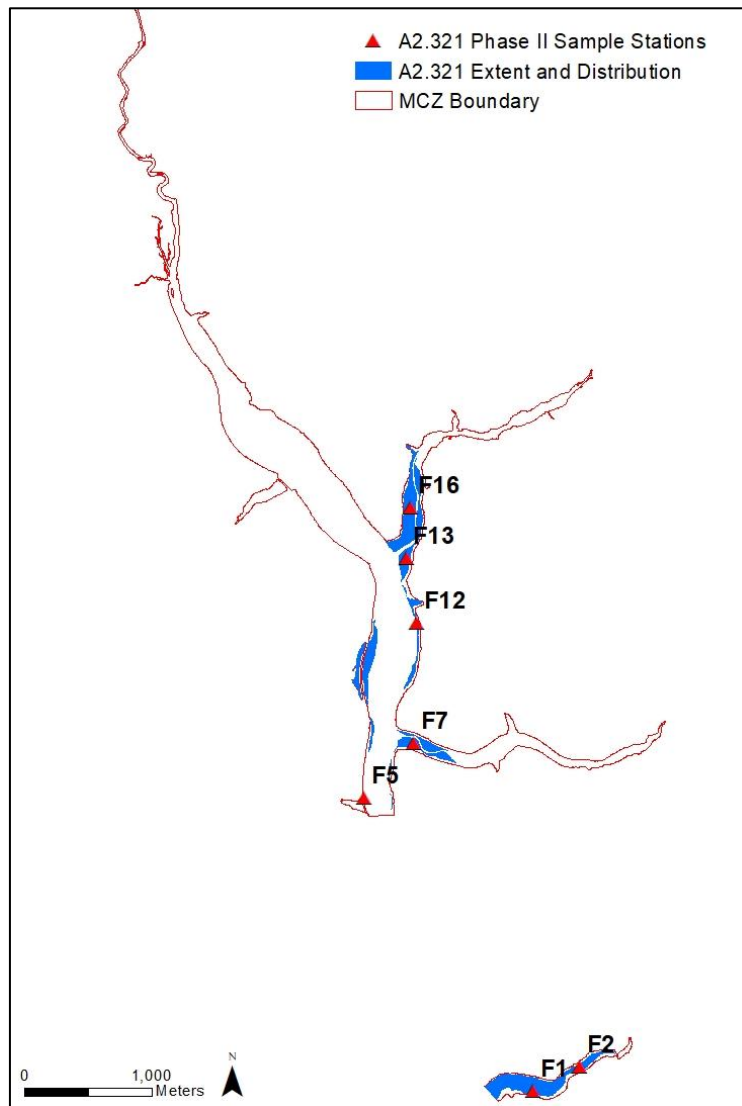 A2.321 Phase II Sample Stations
A2.321 Extent and Distribution
MCZ Boundary
F16
F13
F12
F7
F5
F2
F1
N
0 1,000
Meters